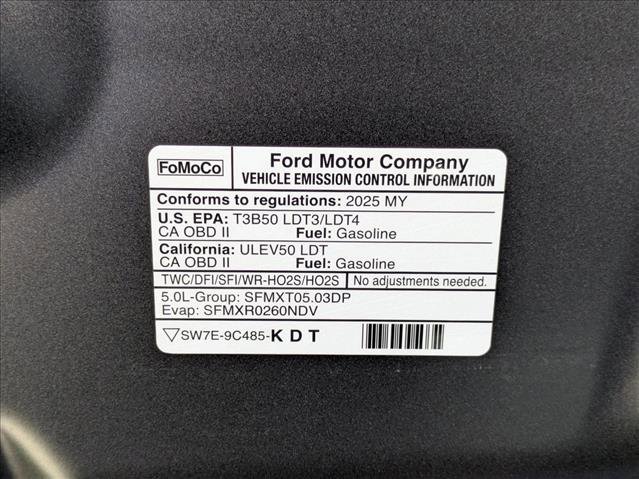 FoMoCo
Ford Motor Company
VEHICLE EMISSION CONTROL INFORMATION
Conforms to regulations: 2025 MY
U.S. EPA: T3B50 LDT3/LDT4
CA OBD II Fuel: Gasoline
California: ULEV50 LDT
CA OBD II Fuel: Gasoline
TWC/DFI/SFI/WR-HO2S/HO2S No adjustments needed.
5.0L-Group: SFMXT05.03DP
Evap: SFMXR0260NDV
SW7E-9C485-KDT